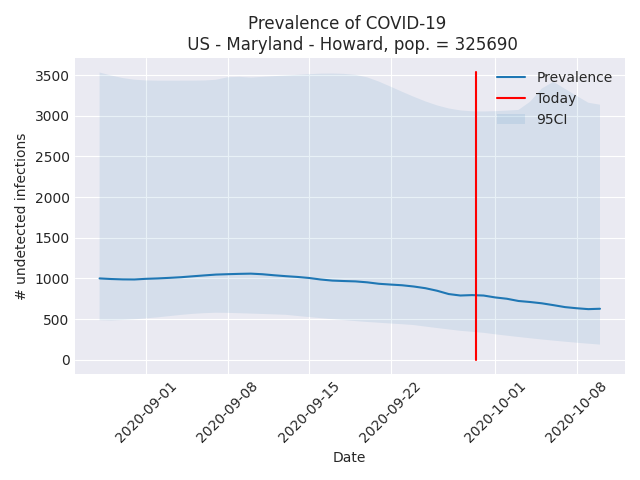 Prevalence of COVID-19
US - Maryland - Howard, pop. = 325690
3500
3000
2500
2000
1500
1000
500
0
# undetected infections
Prevalence
Today
95CI
2020-09-01
2020-09-08
2020-09-15
2020-09-22
2020-10-01
2020-10-08
Date